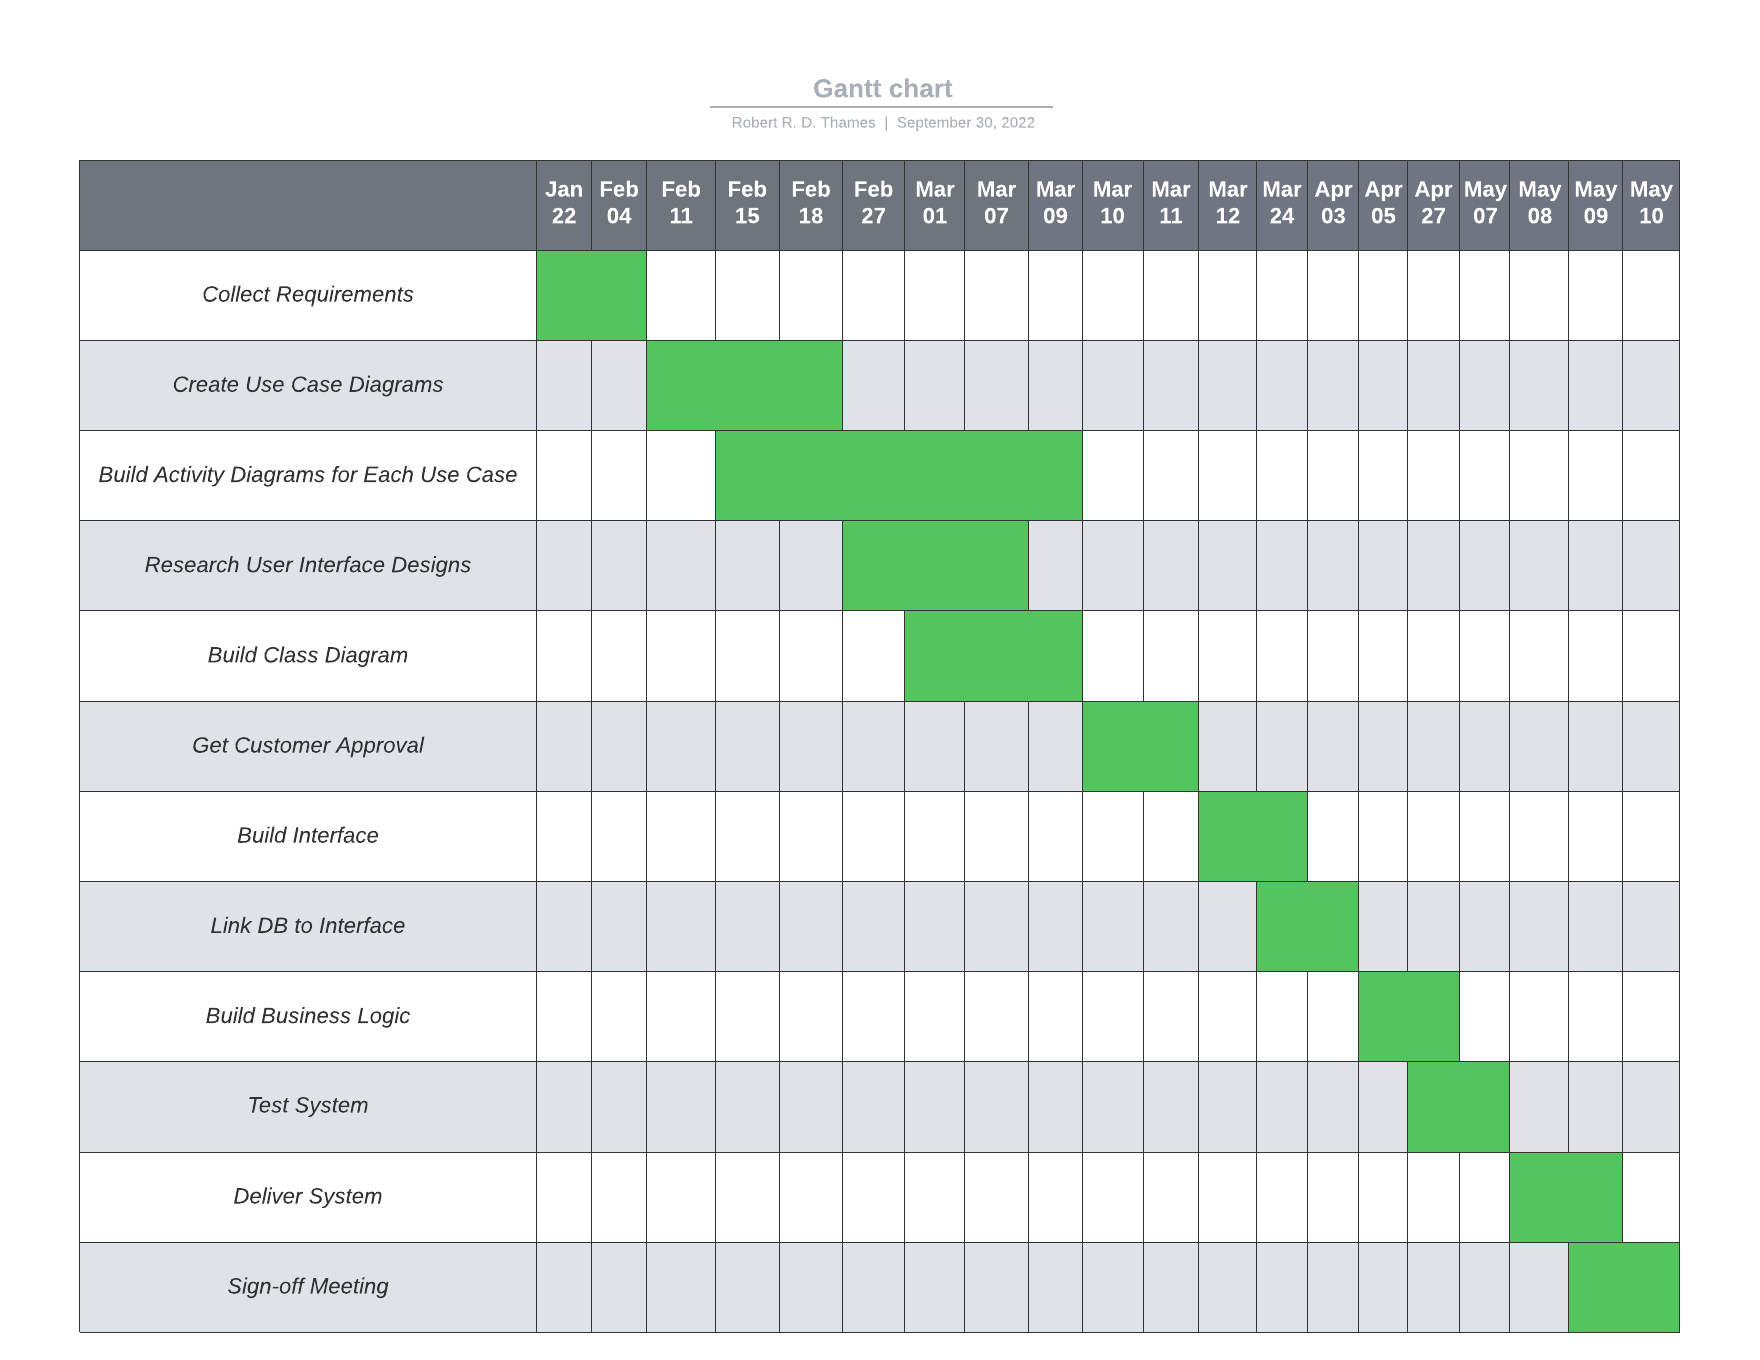 Gantt chart
Robert R. D. Thames | September 30, 2022
Jan 22 Feb 04 Feb 11 Feb 15 Feb 18 Feb 27 Mar 01 Mar 07 Mar 09 Mar 10 Mar 11 Mar 12 Mar 24 Apr 03 Apr 05 Apr 27 May 07 May 08 May 09 May 10
Collect Requirements
Create Use Case Diagrams
Build Activity Diagrams for Each Use Case
Research User Interface Designs
Build Class Diagram
Get Customer Approval
Build Interface
Link DB to Interface
Build Business Logic
Test System
Deliver System
Sign-off Meeting